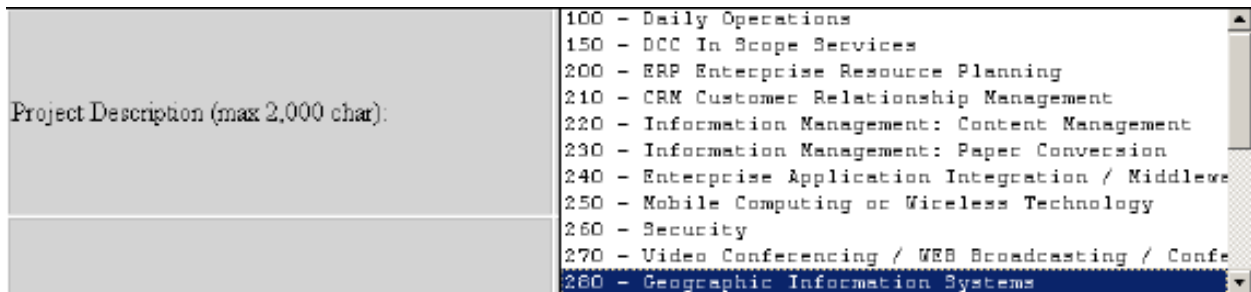 Project Description (max 2,000 char):
100 - Daily Operations
150 - DCC In Scope Services
200 - ERP Enterprise Resource Planning
210 - CRM Customer Relationship Management
220 - Information Management: Content Management
230 - Information Management: Paper Conversion
240 - Enterprise Application Integration / Middlewa
250 - Mobile Computing or Wireless Technology
260 - Security
270 - Video Conferencing / WEB Broadcasting / Confe
280 - Geographic Information Systems